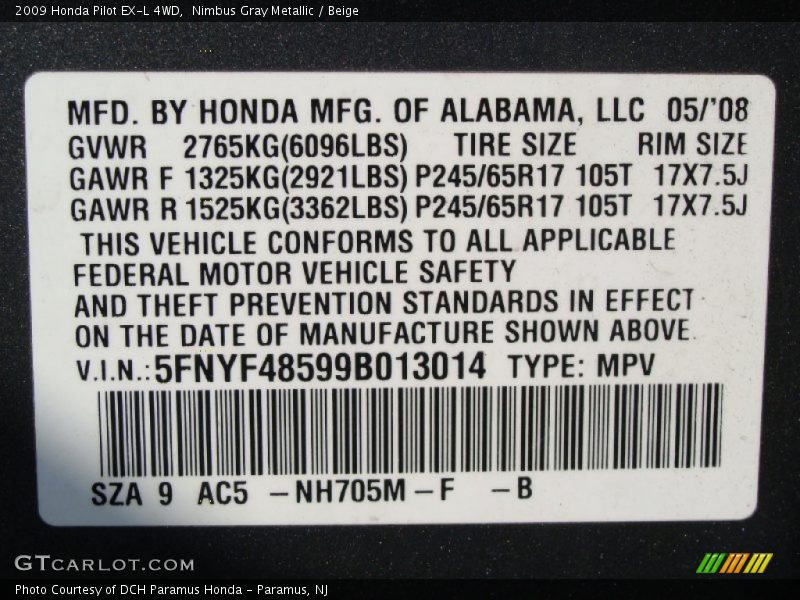 2009 Honda Pilot EX-L 4WD,  Nimbus Gray Metallic / Beige
MFD. BY HONDA MFG. OF ALABAMA, LLC 05/'08
GVWR 2765KG(6096LBS) TIRE SIZE RIM SIZE
GAWR F 1325KG(2921LBS) P245/65R17 105T 17X7.5J
GAWR R 1525KG(3362LBS) P245/65R17 105T 17X7.5J
THIS VEHICLE CONFORMS TO ALL APPLICABLE
FEDERAL MOTOR VEHICLE SAFETY
AND THEFT PREVENTION STANDARDS IN EFFECT
ON THE DATE OF MANUFACTURE SHOWN ABOVE.
V.I.N.: 5FNYF48599B013014 TYPE: MPV
SZA 9 AC5 –NH705M–F –B
GTCARLOT.COM
Photo Courtesy of DCH Paramus Honda - Paramus, NJ